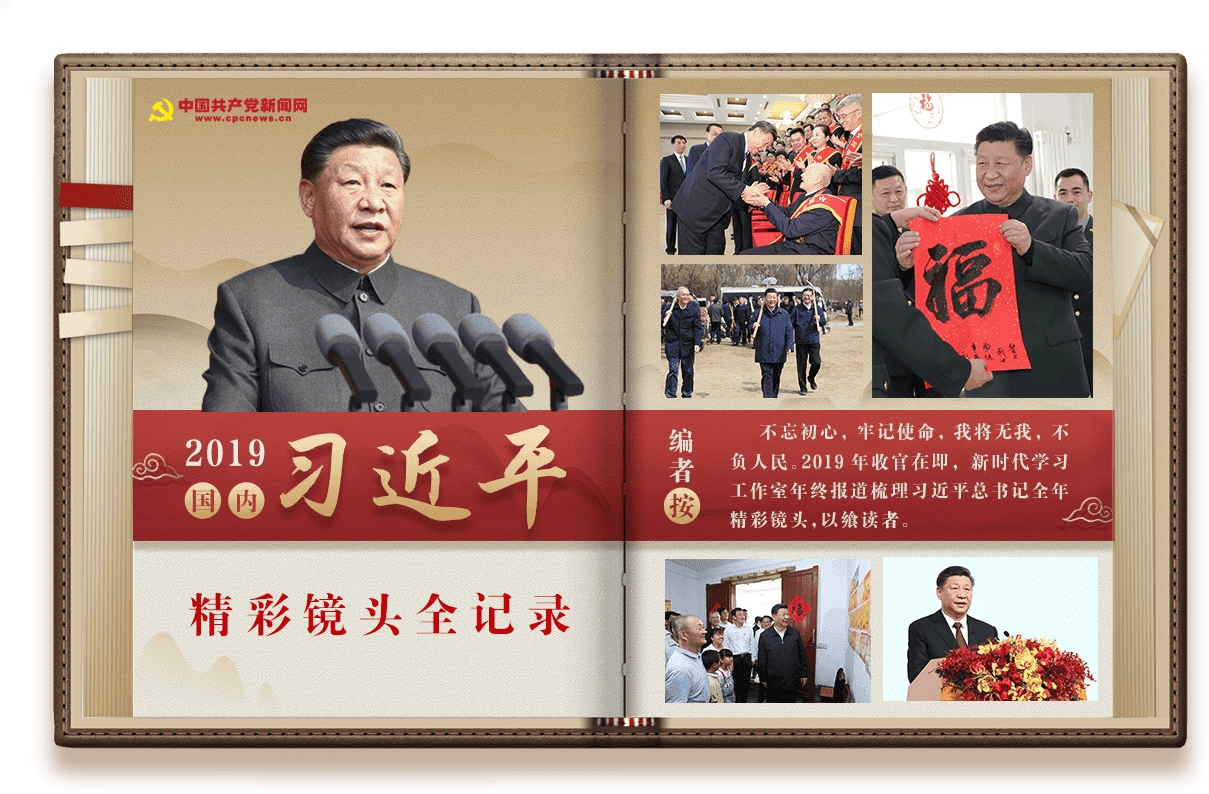 中国共产党新闻网
www.cpcnews.cn
2019
国内
习近平
精彩镜头全记录
福
编者按
不忘初心，牢记使命，我将无我，不
负人民。2019 年收官在即，新时代学习
工作室年终报道梳理习近平总书记全年
精彩镜头，以飨读者。
福